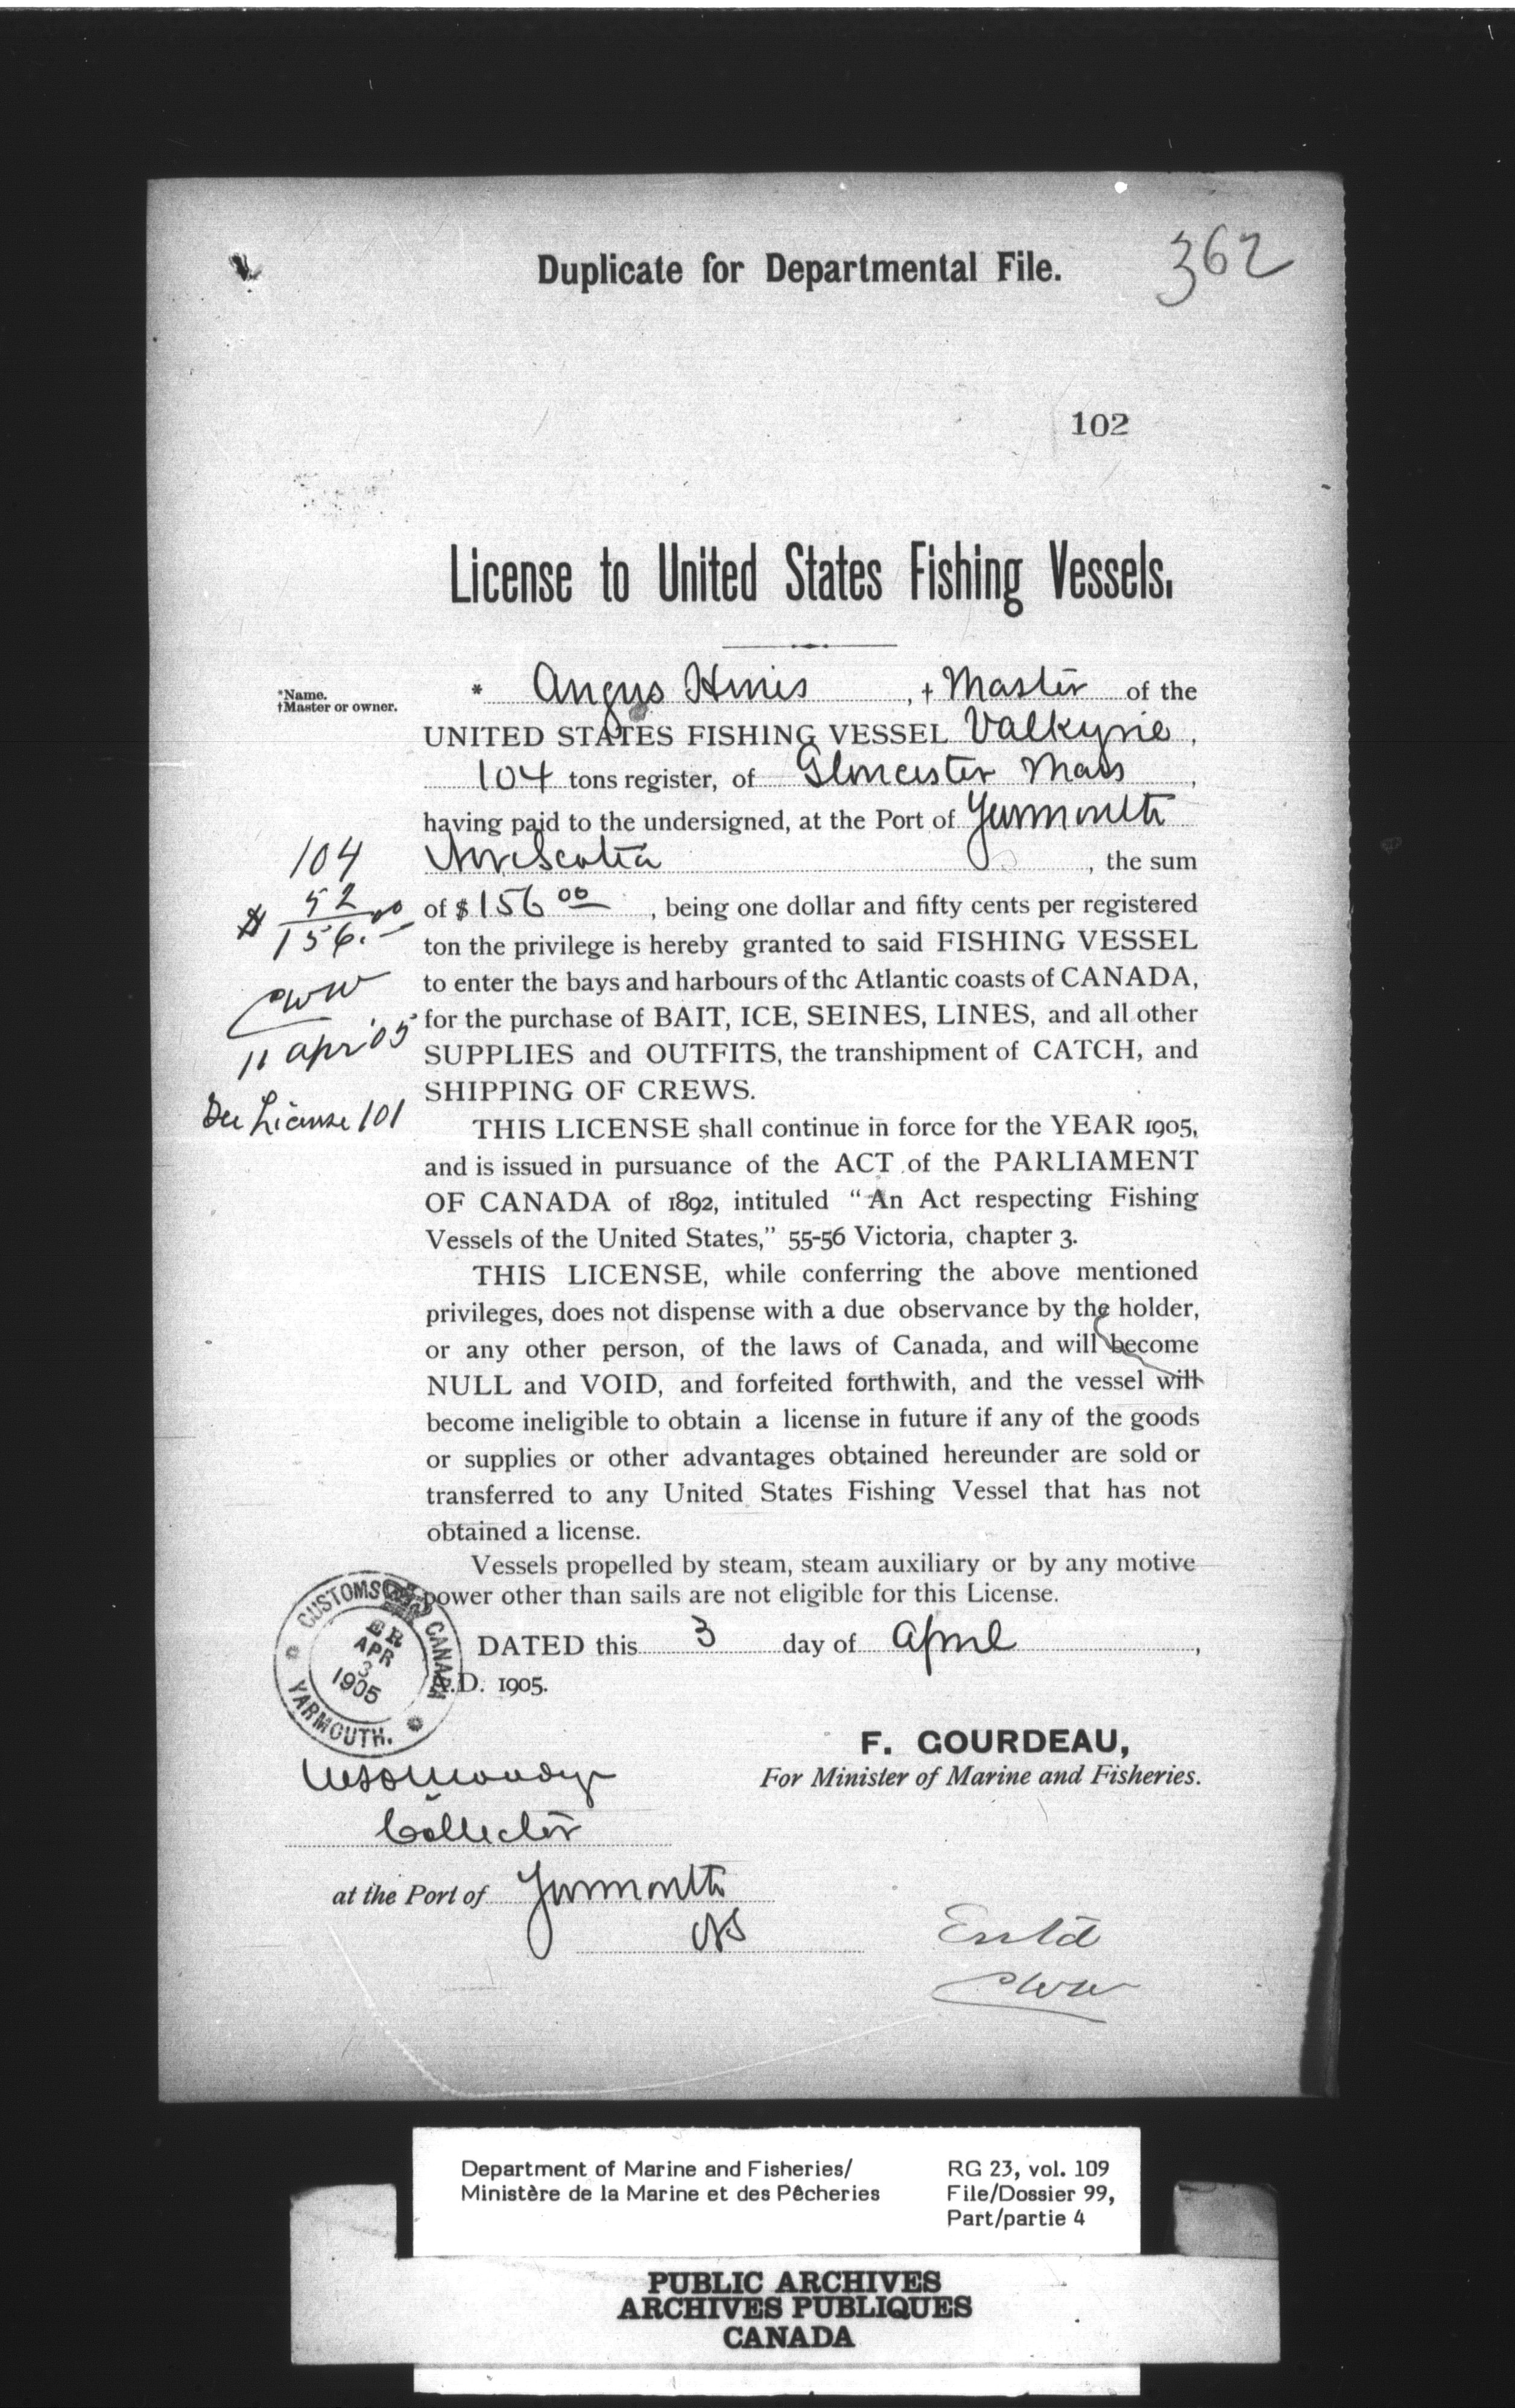 Duplicate for Departmental File.
362
102
License to United States Fishing Vessels.
*Name.
†Master or owner.
* Angus Hines, † Master of the
UNITED STATES FISHING VESSEL Valkyrie,
104 tons register, of Gloucester Mass,
having paid to the undersigned, at the Port of Yarmouth
Nova Scotia, the sum
of $156 00, being one dollar and fifty cents per registered
ton the privilege is hereby granted to said FISHING VESSEL
to enter the bays and harbours of the Atlantic coasts of CANADA,
for the purchase of BAIT, ICE, SEINES, LINES, and all other
SUPPLIES and OUTFITS, the transhipment of CATCH, and
SHIPPING OF CREWS.
104
52
$ 156.00
CWW
11 Apr '05
See License 101
THIS LICENSE shall continue in force for the YEAR 1905,
and is issued in pursuance of the ACT of the PARLIAMENT
OF CANADA of 1892, intituled “An Act respecting Fishing
Vessels of the United States,” 55-56 Victoria, chapter 3.
THIS LICENSE, while conferring the above mentioned
privileges, does not dispense with a due observance by the holder,
or any other person, of the laws of Canada, and will become
NULL and VOID, and forfeited forthwith, and the vessel will
become ineligible to obtain a license in future if any of the goods
or supplies or other advantages obtained hereunder are sold or
transferred to any United States Fishing Vessel that has not
obtained a license.
Vessels propelled by steam, steam auxiliary or by any motive
power other than sails are not eligible for this License.
DATED this 3 day of April,
A.D. 1905.
CUSTOMS CANADA
ER
APR
3
1905
YARMOUTH.
F. GOURDEAU,
For Minister of Marine and Fisheries.
Collector
at the Port of Yarmouth
NS
Entd
CWW
Department of Marine and Fisheries/
Ministère de la Marine et des Pêcheries
RG 23, vol. 109
File/Dossier 99,
Part/partie 4
PUBLIC ARCHIVES
ARCHIVES PUBLIQUES
CANADA